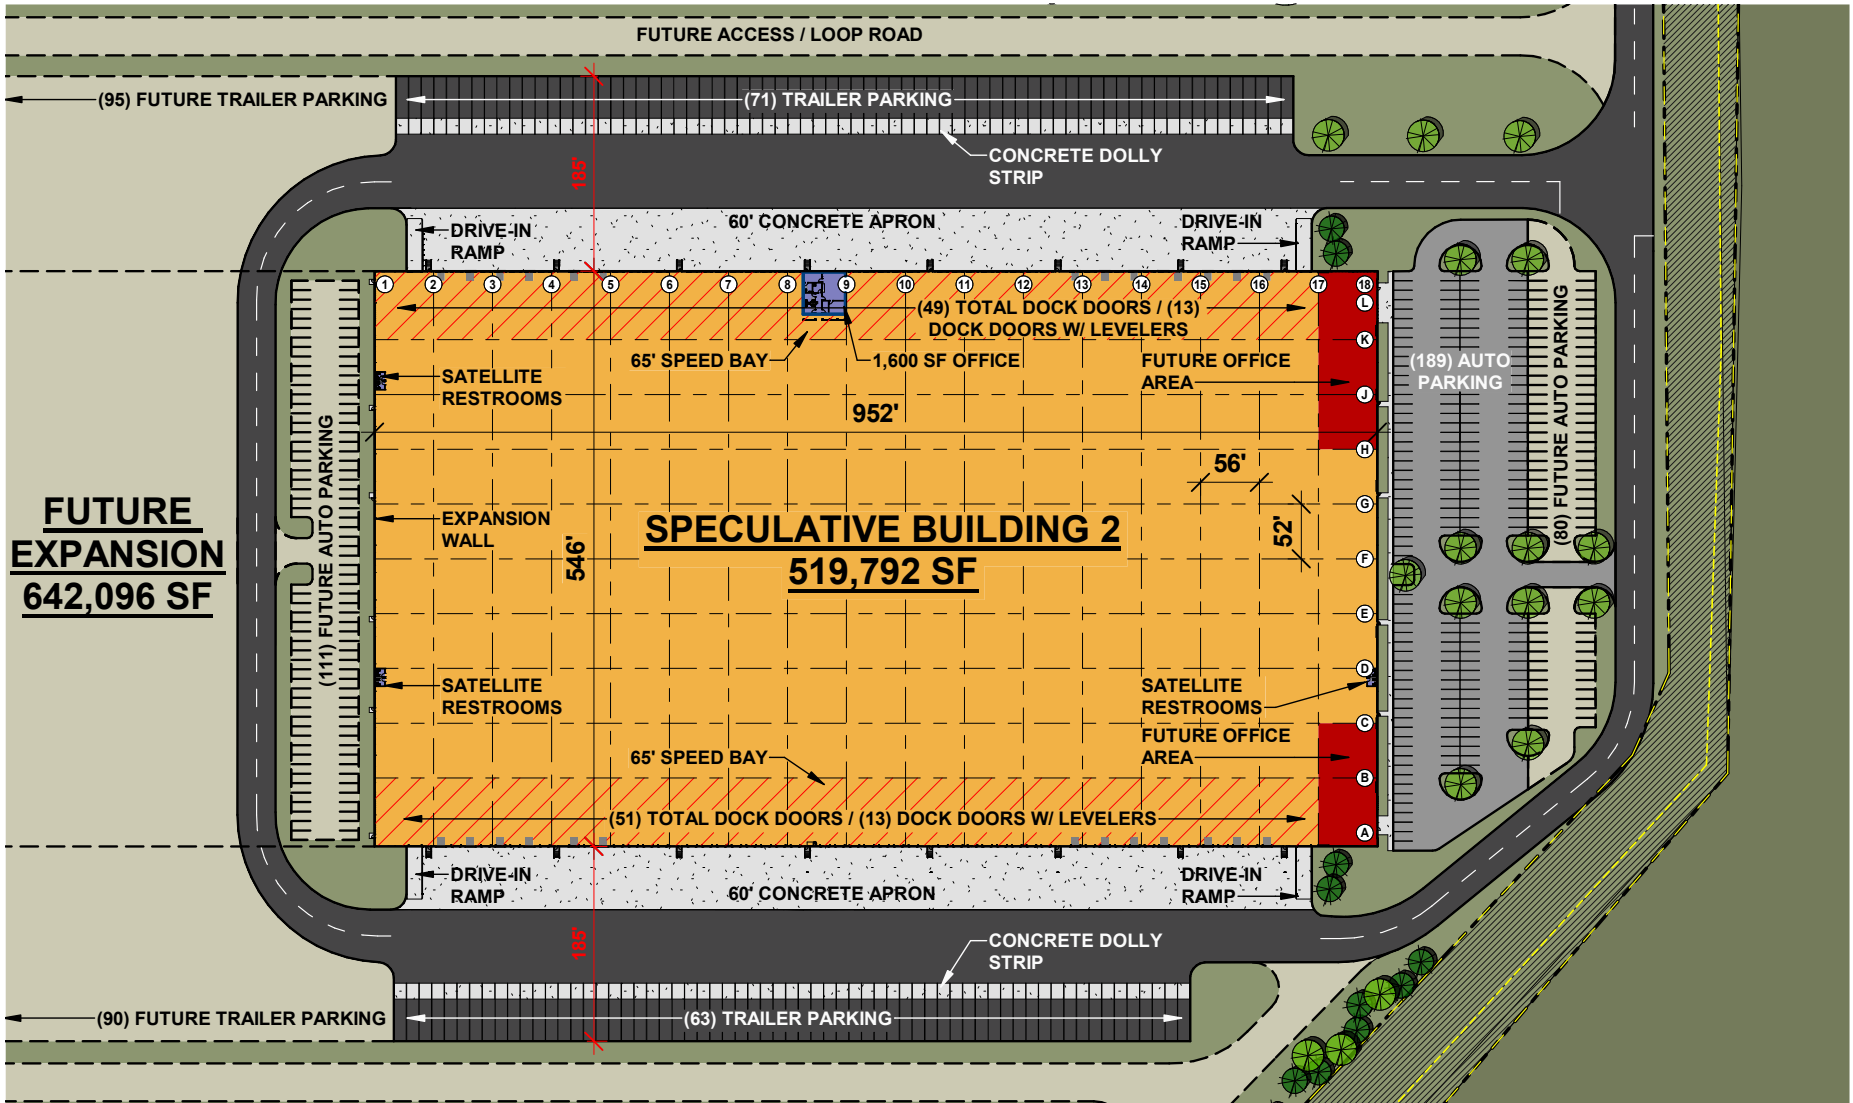 FUTURE ACCESS / LOOP ROAD
(95) FUTURE TRAILER PARKING
(71) TRAILER PARKING
CONCRETE DOLLY
STRIP
185'
60' CONCRETE APRON
DRIVE-IN
RAMP
DRIVE-IN
RAMP
1 2 3 4 5 6 7 8 9 10 11 12 13 14 15 16 17 18
L
(49) TOTAL DOCK DOORS / (13)
DOCK DOORS W/ LEVELERS
K
65' SPEED BAY
1,600 SF OFFICE
FUTURE OFFICE
AREA
(189) AUTO
PARKING
(80) FUTURE AUTO PARKING
SATELLITE
RESTROOMS
J
952'
H
56'
(111) FUTURE AUTO PARKING
G
52'
FUTURE
EXPANSION
642,096 SF
EXPANSION
WALL
546'
SPECULATIVE BUILDING 2
519,792 SF
F
E
D
SATELLITE
RESTROOMS
SATELLITE
RESTROOMS
C
65' SPEED BAY
FUTURE OFFICE
AREA
B
(51) TOTAL DOCK DOORS / (13) DOCK DOORS W/ LEVELERS
A
DRIVE-IN
RAMP
60' CONCRETE APRON
DRIVE-IN
RAMP
185'
CONCRETE DOLLY
STRIP
(90) FUTURE TRAILER PARKING
(63) TRAILER PARKING